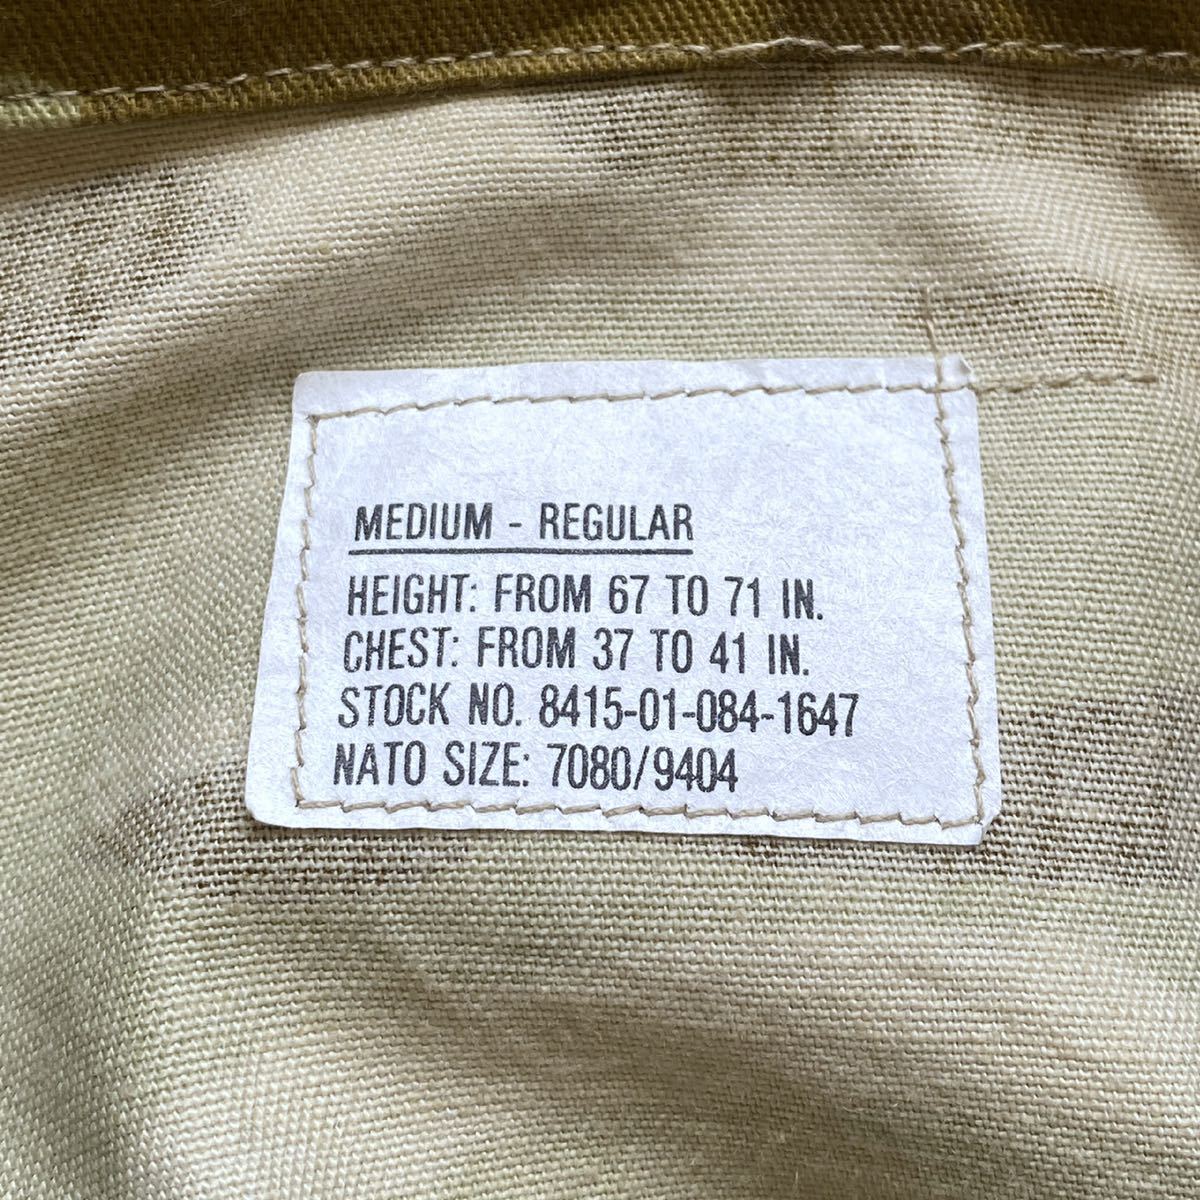 MEDIUM - REGULAR
HEIGHT: FROM 67 TO 71 IN.
CHEST: FROM 37 TO 41 IN.
STOCK NO. 8415-01-084-1647
NATO SIZE: 7080/9404